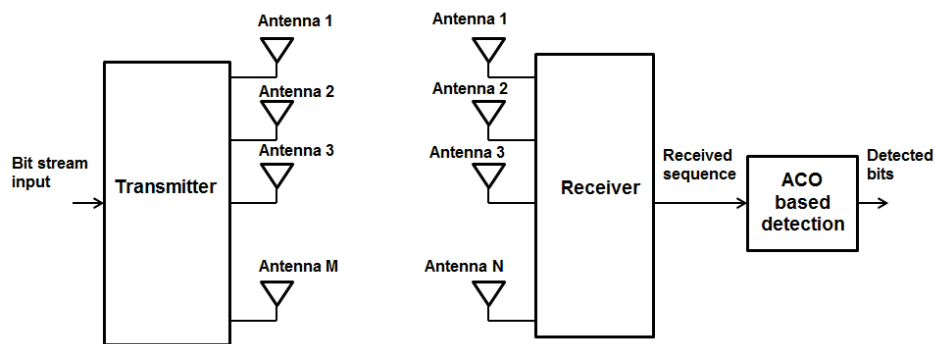 Antenna 1
Antenna 2
Antenna 3
Antenna M
Bit stream
input
Transmitter
Antenna 1
Antenna 2
Antenna 3
Antenna N
Receiver
Received
sequence
ACO
based
detection
Detected
bits